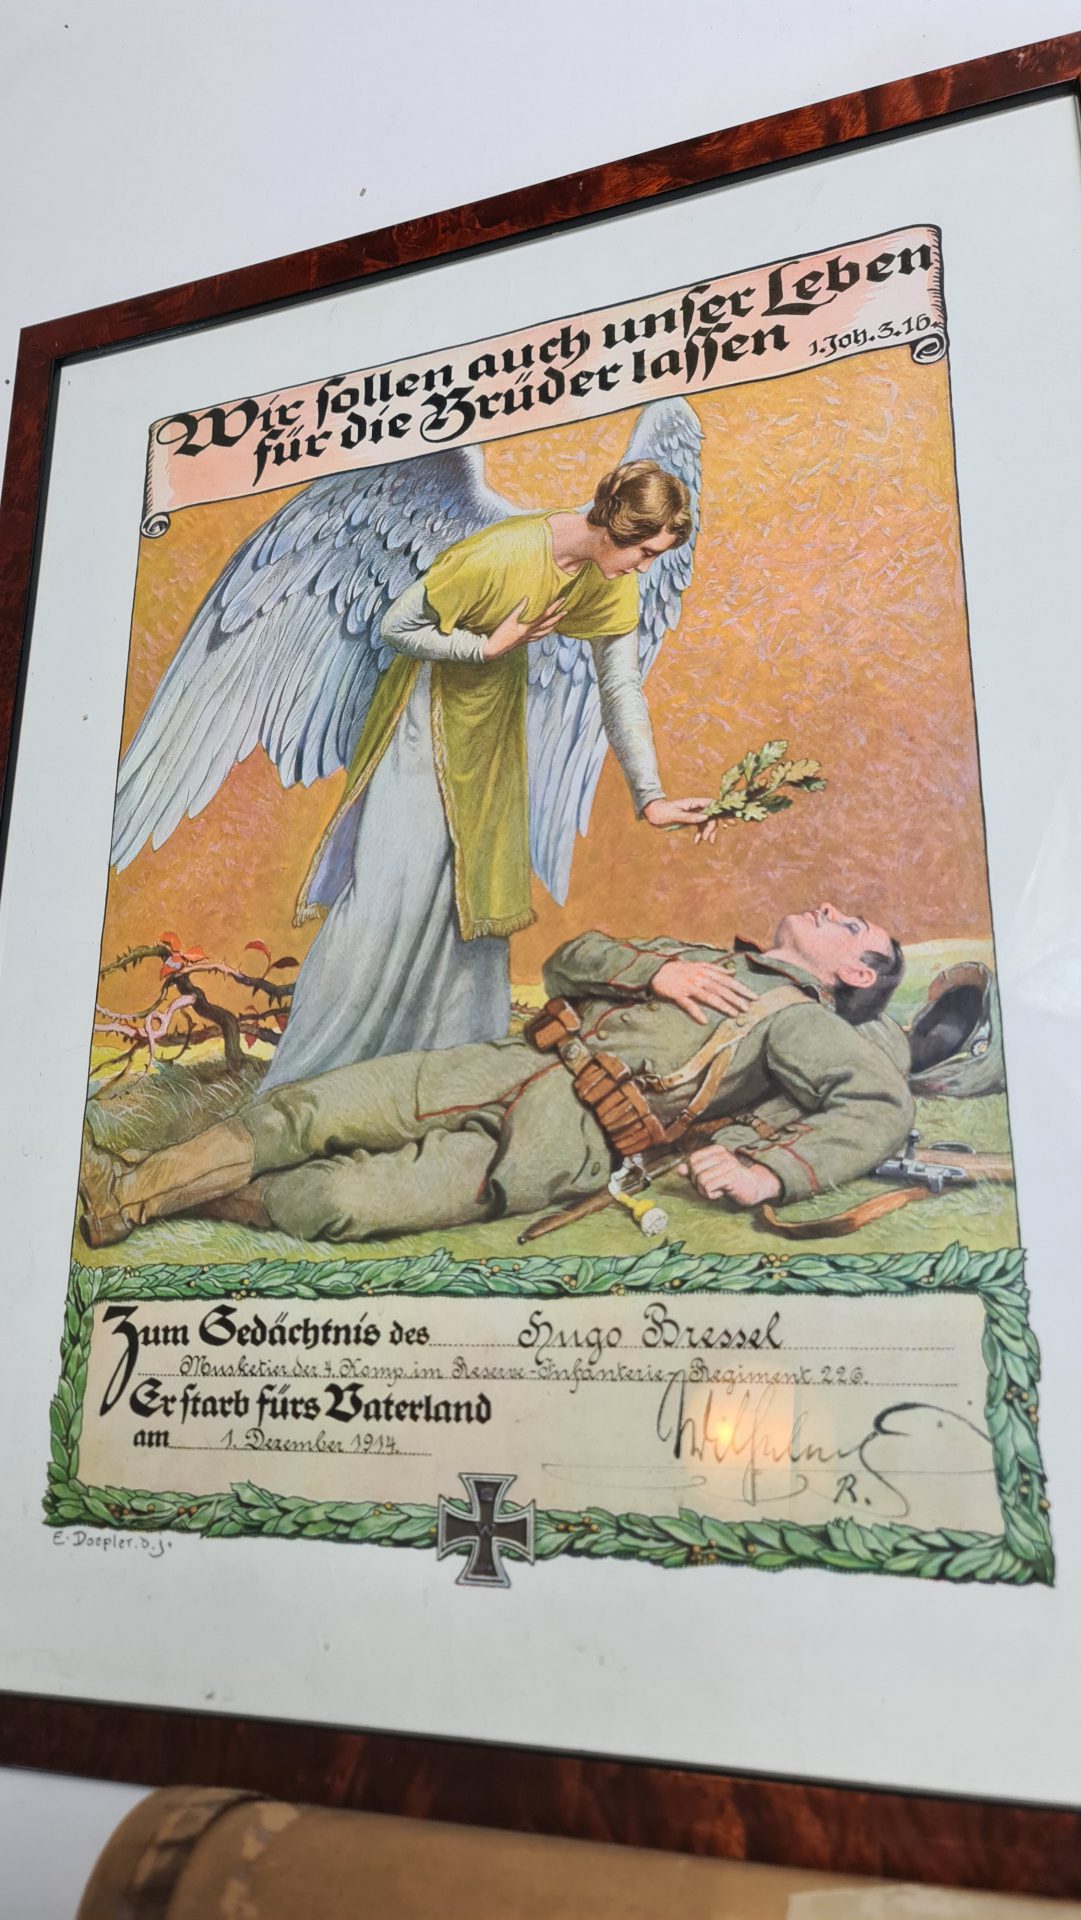 Wir sollen auch unser Leben
für die Brüder lassen 1. Joh. 3.16.
Zum Gedächtnis des Hugo Bressel
Musketier der 4. Komp. im Reserve-Infanterie-Regiment 226.
Er starb fürs Vaterland
am 1. Dezember 1914.
Wilhelm
R.
E. Doepler. d. j.